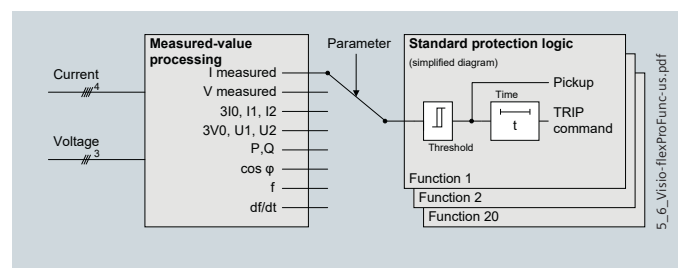 Measured-value
processing
Parameter
Standard protection logic
(simplified diagram)
Current
4
Voltage
3
I measured
V measured
3I0, I1, I2
3V0, U1, U2
P,Q
cos φ
f
df/dt
Pickup
Time
t
TRIP
command
Threshold
Function 1
Function 2
Function 20
5_6_Visio-flexProFunc-us.pdf